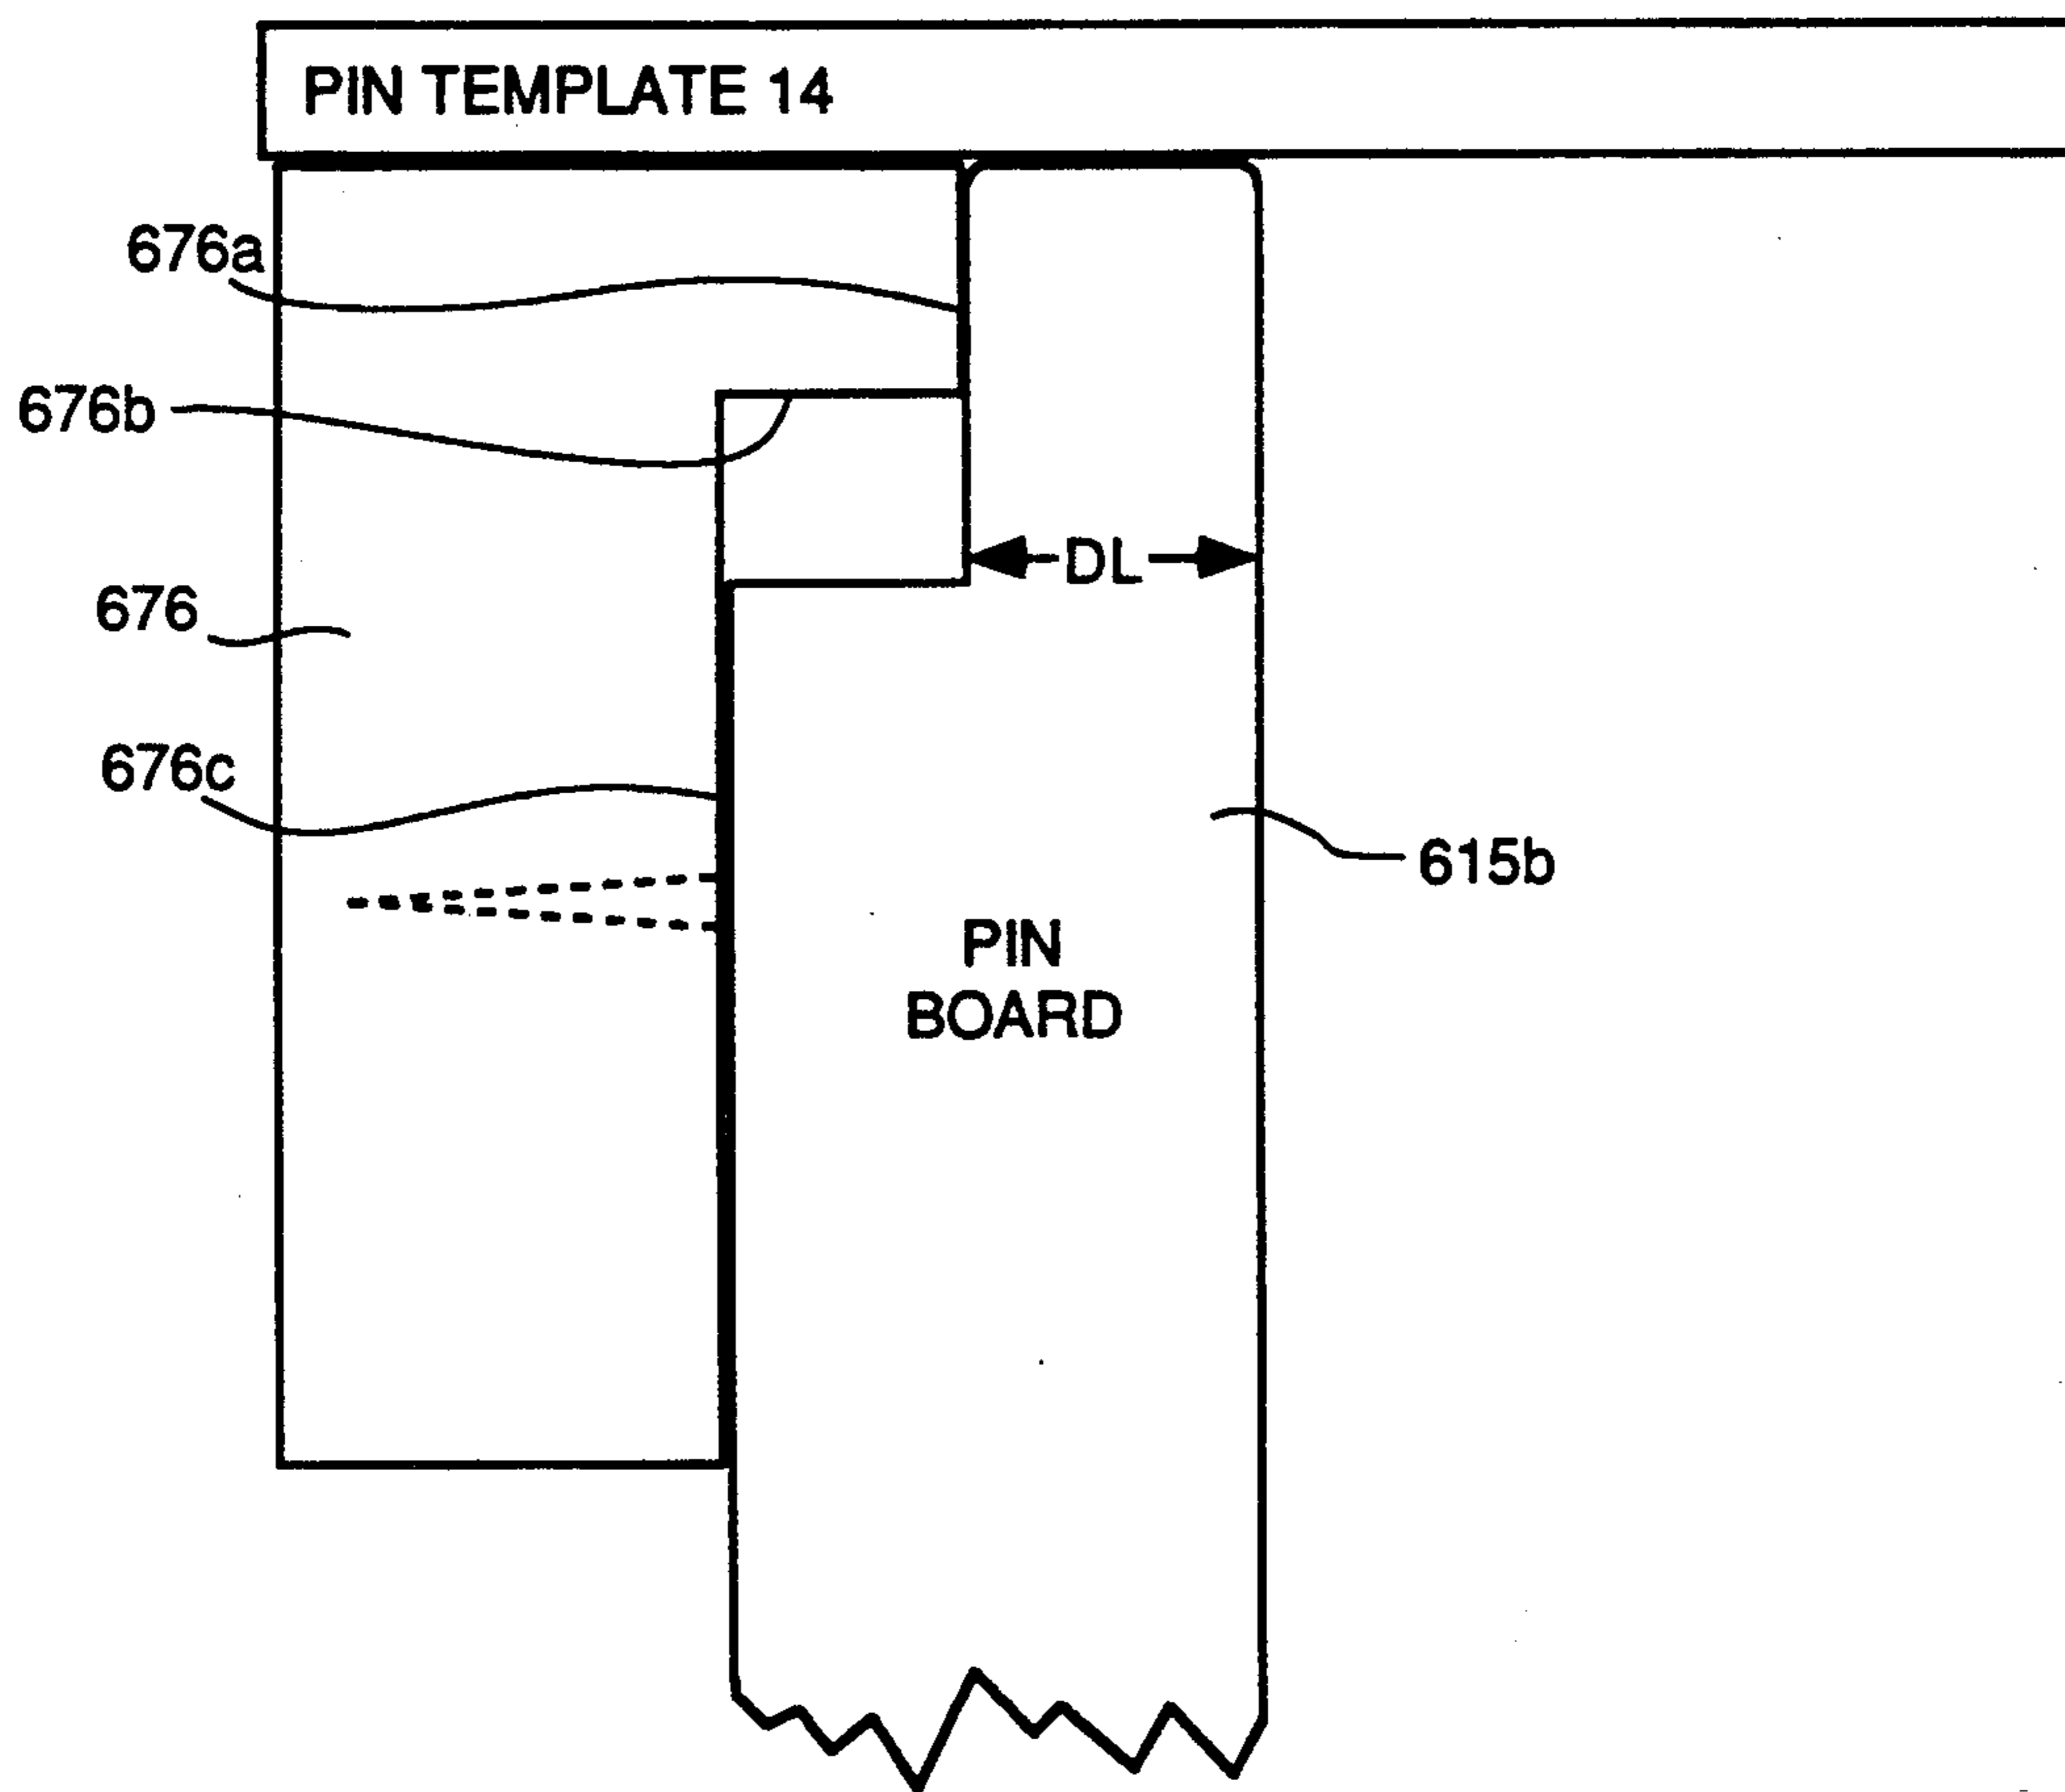 PIN TEMPLATE 14
676a
676b
DL
676
676c
615b
PIN
BOARD